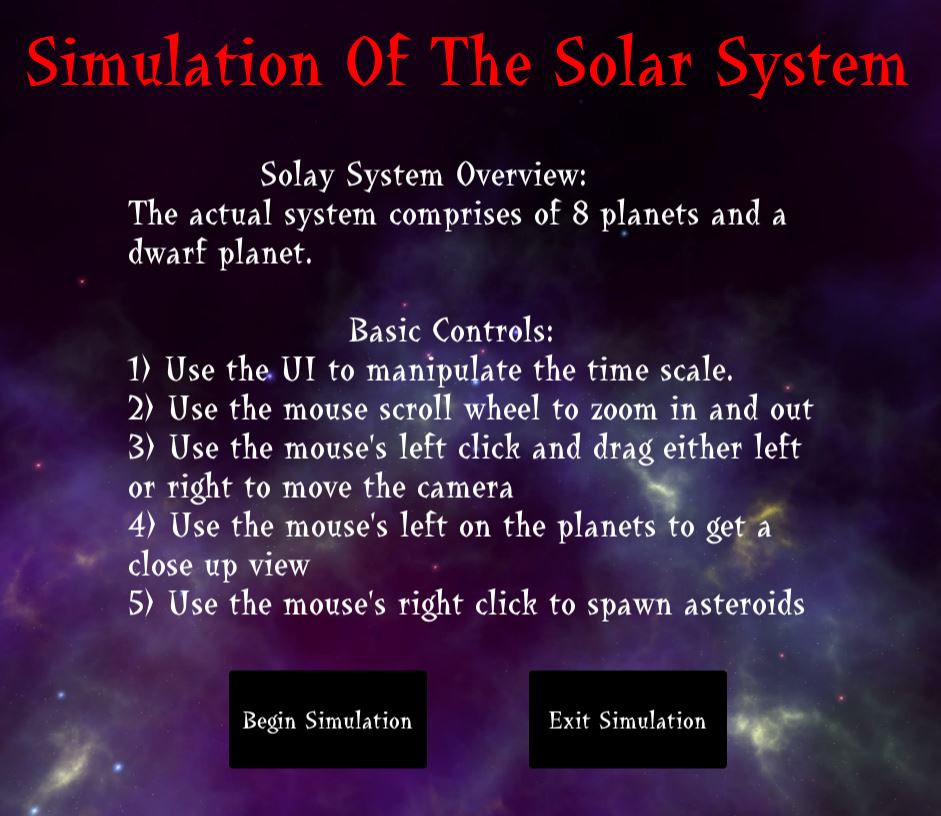 Simulation Of The Solar System
Solay System Overview:
The actual system comprises of 8 planets and a
dwarf planet.
Basic Controls:
1) Use the UI to manipulate the time scale.
2) Use the mouse scroll wheel to zoom in and out
3) Use the mouse's left click and drag either left
or right to move the camera
4) Use the mouse's left on the planets to get a
close up view
5) Use the mouse's right click to spawn asteroids
Begin Simulation
Exit Simulation